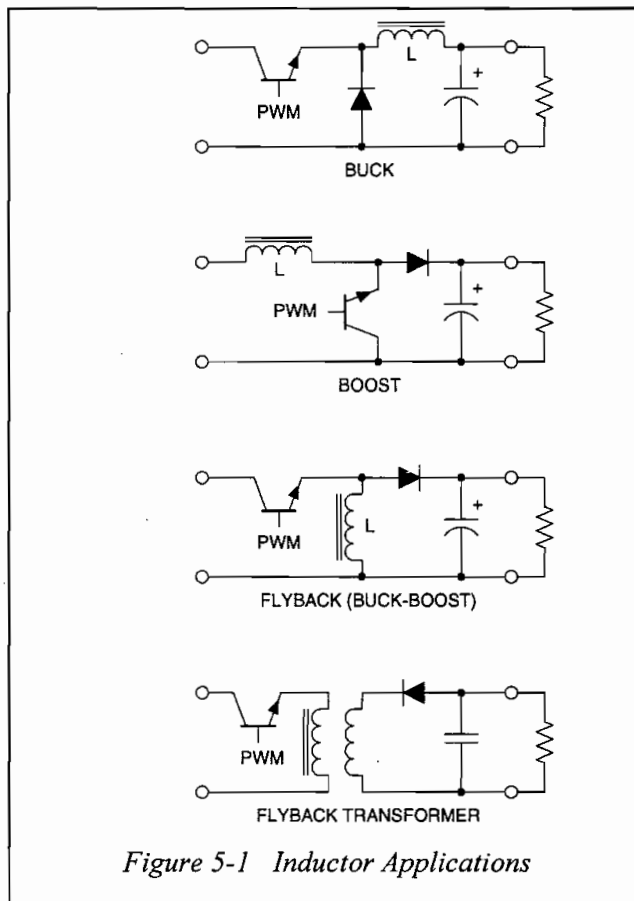 L
+
PWM
BUCK
L
+
PWM
BOOST
+
L
PWM
FLYBACK (BUCK-BOOST)
PWM
FLYBACK TRANSFORMER
Figure 5-1 Inductor Applications